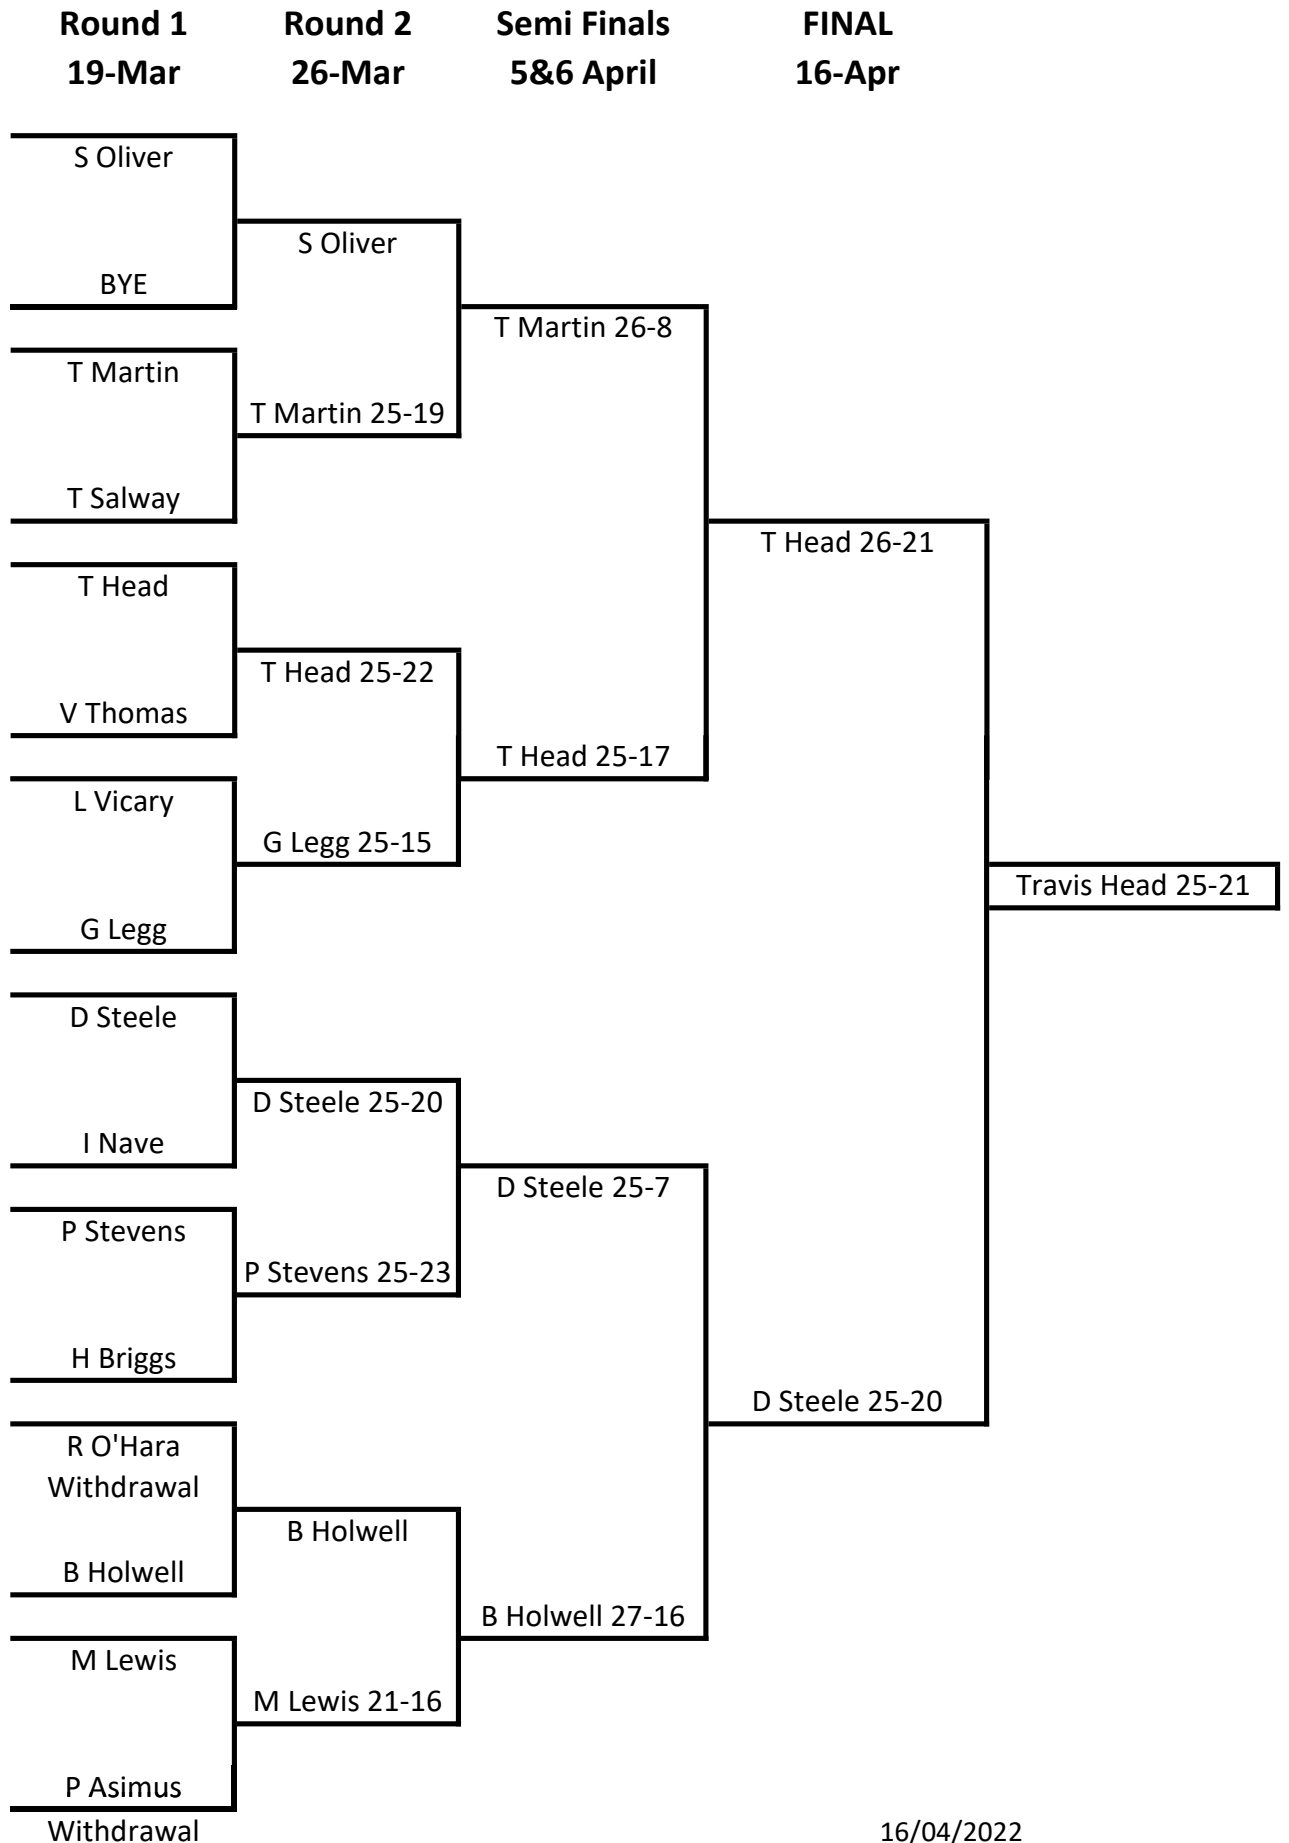 Round 1 Round 2 Semi Finals FINAL
19-Mar 26-Mar 5&6 April 16-Apr
S Oliver
S Oliver
BYE
T Martin 26-8
T Martin
T Martin 25-19
T Salway
T Head 26-21
T Head
T Head 25-22
V Thomas
T Head 25-17
L Vicary
G Legg 25-15
Travis Head 25-21
G Legg
D Steele
D Steele 25-20
I Nave
D Steele 25-7
P Stevens
P Stevens 25-23
H Briggs
D Steele 25-20
R O'Hara
Withdrawal
B Holwell
B Holwell
B Holwell 27-16
M Lewis
M Lewis 21-16
P Asimus
Withdrawal 16/04/2022